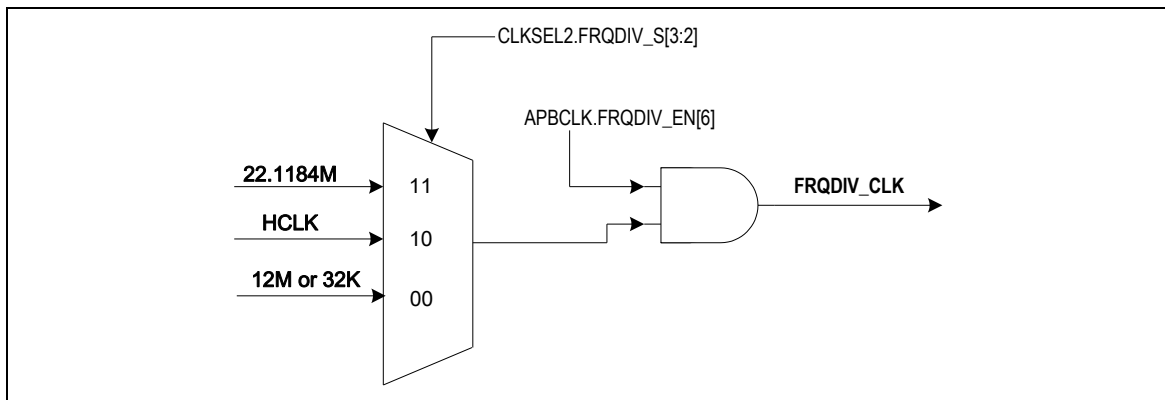 CLKSEL2.FRQDIV_S[3:2]
APBCLK.FRQDIV_EN[6]
22.1184M
11
FRQDIV_CLK
HCLK
10
12M or 32K
00